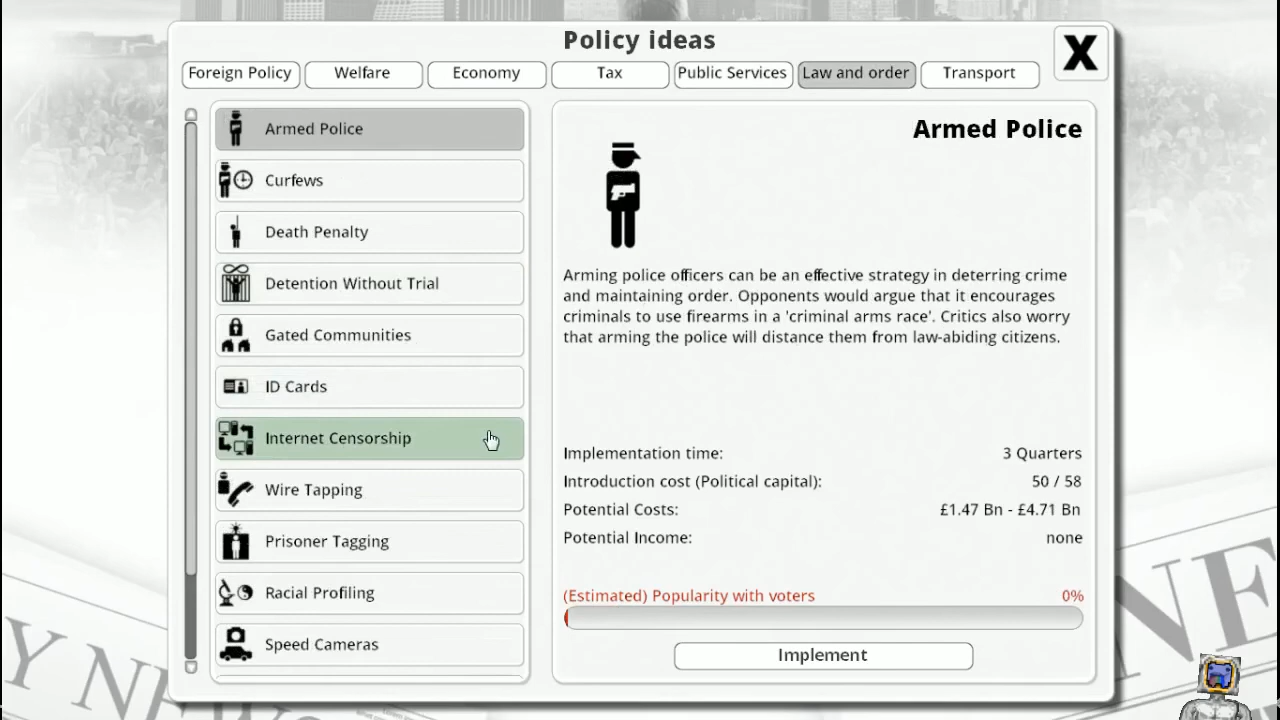 Policy ideas
X
Foreign Policy
Welfare
Economy
Tax
Public Services
Law and order
Transport
Armed Police
Curfews
Death Penalty
Detention Without Trial
Gated Communities
ID Cards
Internet Censorship
Wire Tapping
Prisoner Tagging
Racial Profiling
Speed Cameras
Armed Police
Arming police officers can be an effective strategy in deterring crime
and maintaining order. Opponents would argue that it encourages
criminals to use firearms in a 'criminal arms race'. Critics also worry
that arming the police will distance them from law-abiding citizens.
Implementation time: 3 Quarters
Introduction cost (Political capital): 50 / 58
Potential Costs: £1.47 Bn - £4.71 Bn
Potential Income: none
(Estimated) Popularity with voters 0%
Implement
Y NEWS
NE